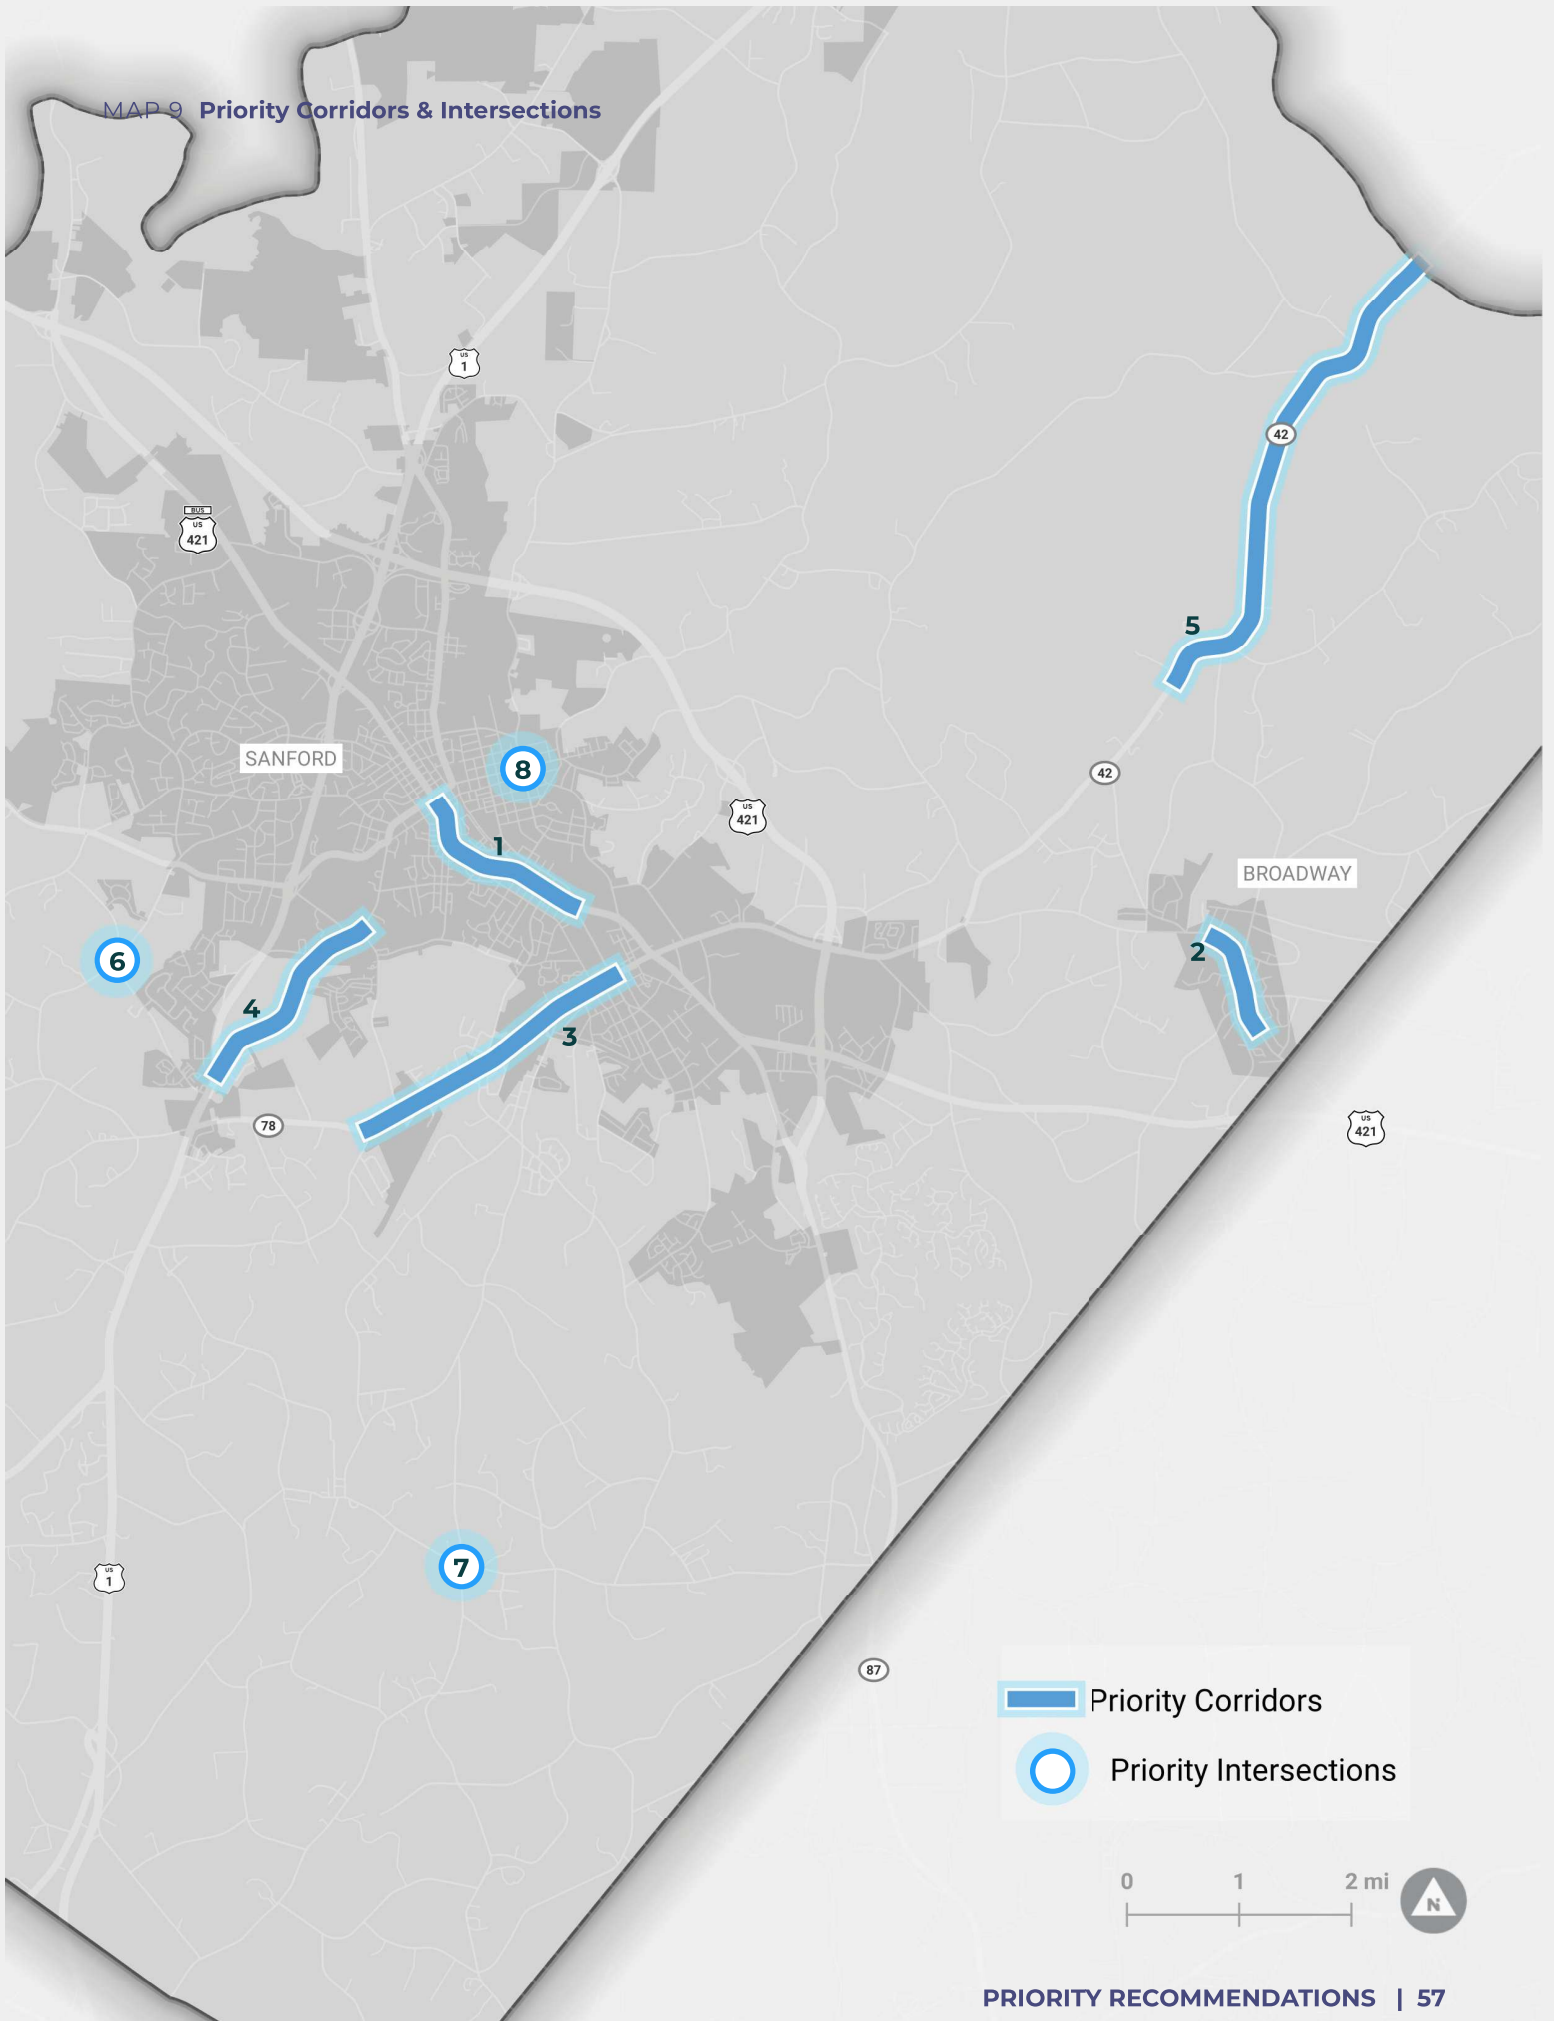 MAP 9 Priority Corridors & Intersections
US
1
42
BUS
US
421
5
SANFORD
8
42
US
421
1
BROADWAY
2
6
4
3
78
US
421
7
US
1
87
Priority Corridors
Priority Intersections
0 1 2 mi
N
PRIORITY RECOMMENDATIONS | 57